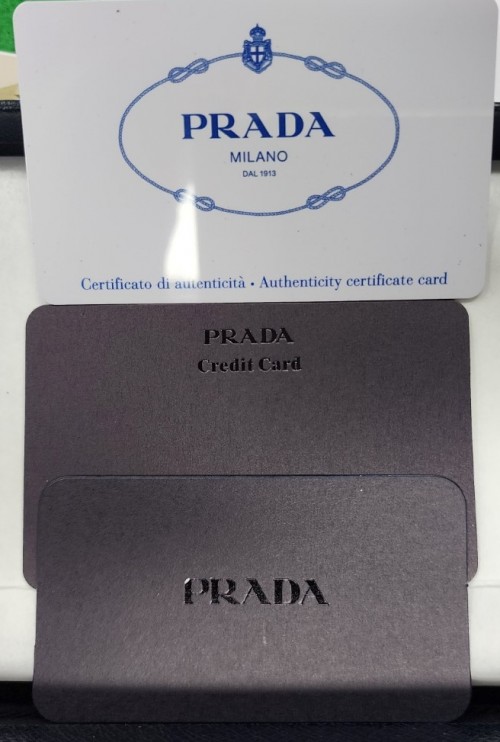 PRADA
MILANO
DAL 1913
Certificato di autenticità • Authenticity certificate card
PRADA
Credit Card
PRADA